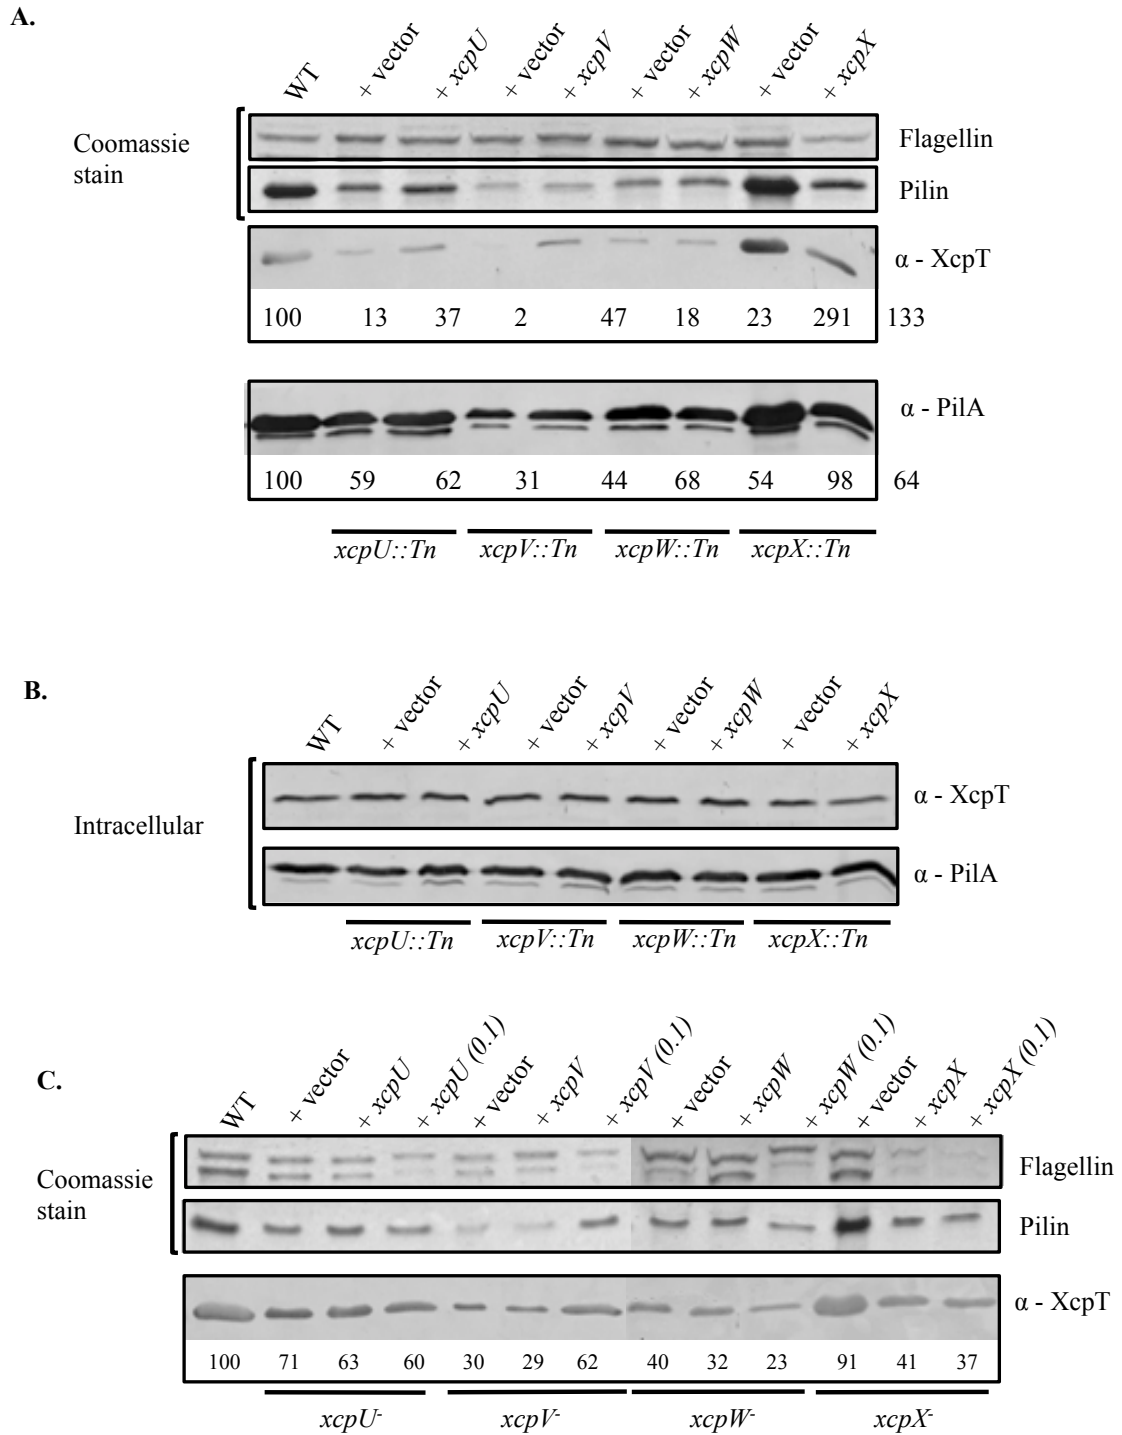 A.
WT
+ vector
+ xcpU
+ vector
+ xcpV
+ vector
+ xcpW
+ vector
+ xcpX
Coomassie
stain
Flagellin
Pilin
α - XcpT
100 13 37 2 47 18 23 291 133
α - PilA
100 59 62 31 44 68 54 98 64
xcpU::Tn xcpV::Tn xcpW::Tn xcpX::Tn
B.
WT
+ vector
+ xcpU
+ vector
+ xcpV
+ vector
+ xcpW
+ vector
+ xcpX
Intracellular
α - XcpT
α - PilA
xcpU::Tn xcpV::Tn xcpW::Tn xcpX::Tn
C.
WT
+ vector
+ xcpU
+ xcpU (0.1)
+ vector
+ xcpV
+ xcpV (0.1)
+ vector
+ xcpW
+ xcpW (0.1)
+ vector
+ xcpX
+ xcpX (0.1)
Coomassie
stain
Flagellin
Pilin
α - XcpT
100 71 63 60 30 29 62 40 32 23 91 41 37
xcpU- xcpV- xcpW- xcpX-